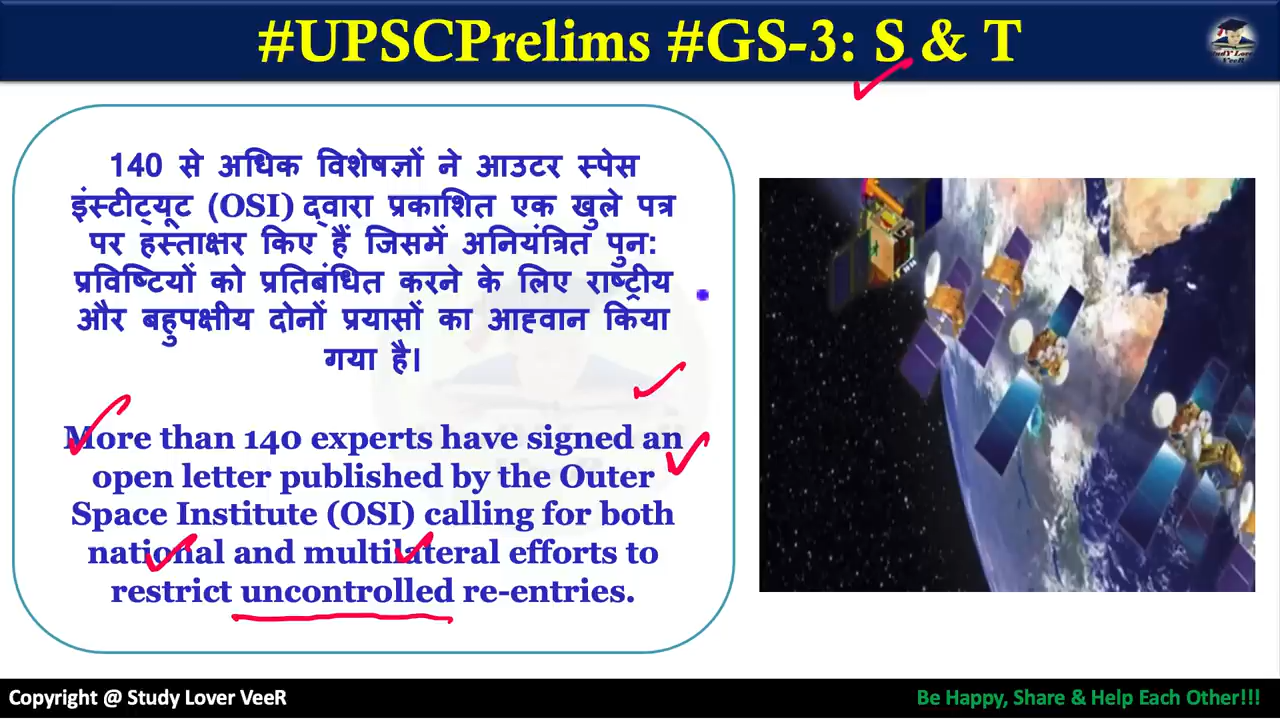 #UPSCPrelims #GS-3: S & T
StudY Lover
VeeR
140 से अधिक विशेषज्ञों ने आउटर स्पेस
इंस्टीट्यूट (OSI) द्वारा प्रकाशित एक खुले पत्र
पर हस्ताक्षर किए हैं जिसमें अनियंत्रित पुन:
प्रविष्टियों को प्रतिबंधित करने के लिए राष्ट्रीय
और बहुपक्षीय दोनों प्रयासों का आह्वान किया
गया है।
More than 140 experts have signed an
open letter published by the Outer
Space Institute (OSI) calling for both
national and multilateral efforts to
restrict uncontrolled re-entries.
Copyright @ Study Lover VeeR
Be Happy, Share & Help Each Other!!!